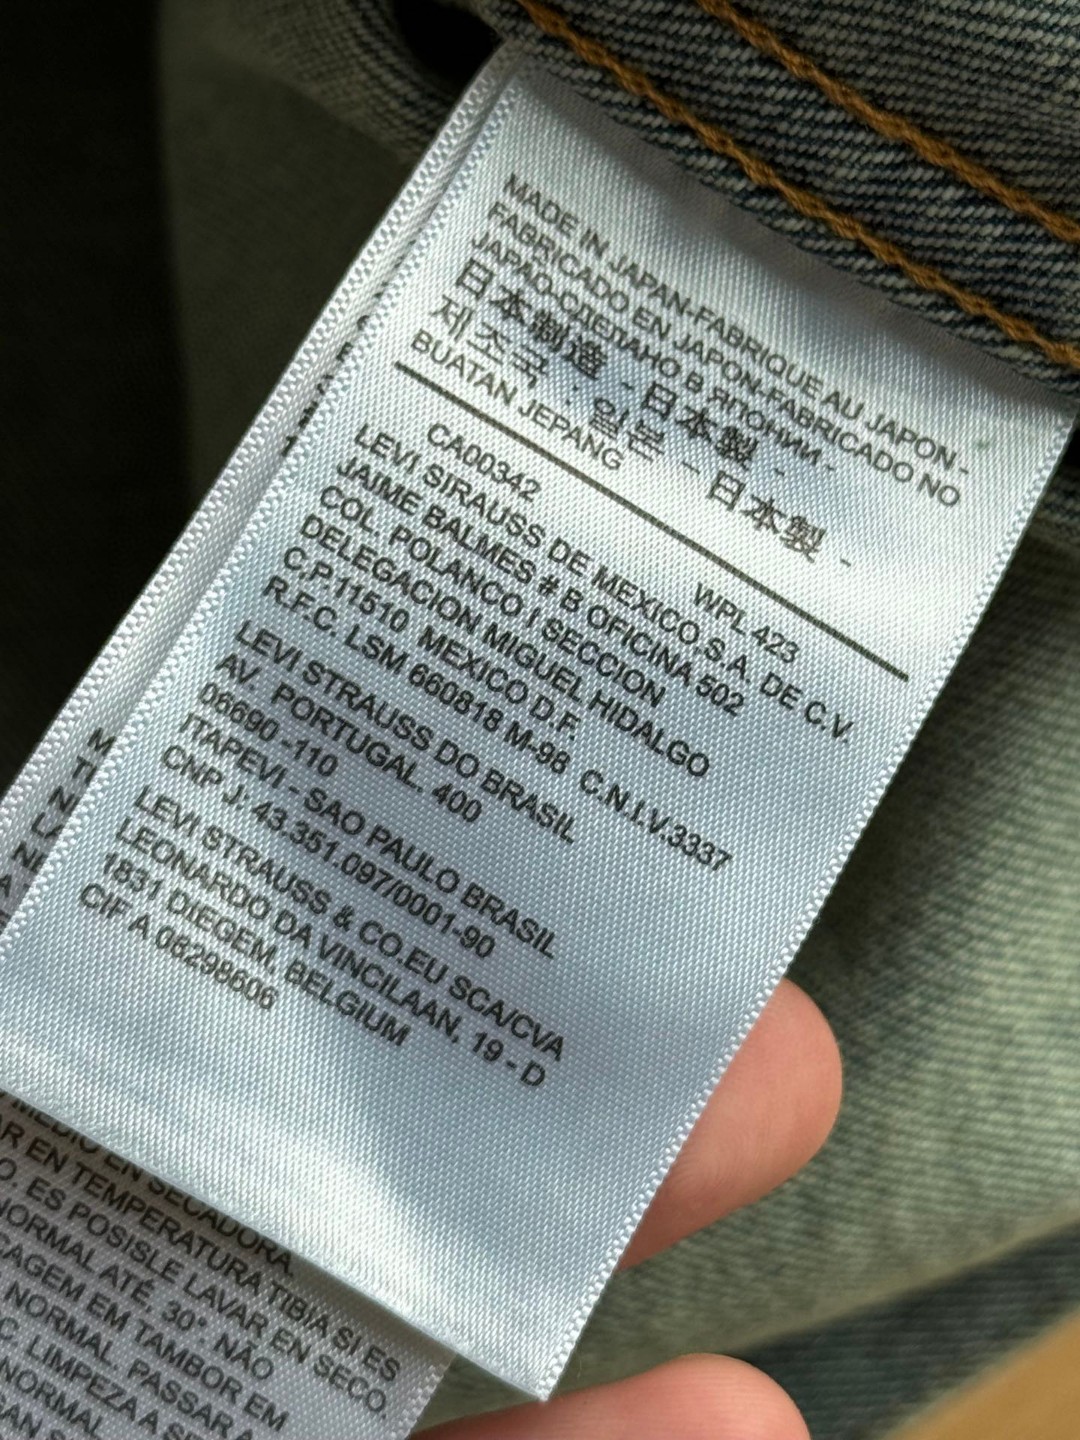 MADE IN JAPAN-FABRIQUE AU JAPON -
FABRICADO EN JAPON-FABRICADO NO
JAPAO-СДЕЛАНО В ЯПОНИИ -
日本制造 - 日本製 -
제조국 : 일본 - 日本製 -
BUATAN JEPANG
CA00342 WPL 423
LEVI SIRAUSS DE MEXICO,S.A. DE C.V.
JAIME BALMES # B OFICINA 502
COL. POLANCO I SECCION
DELEGACION MIGUEL HIDALGO
C.P.11510 MEXICO D.F.
R.F.C. LSM 660818 M-98 C.N.I.V.3337
LEVI STRAUSS DO BRASIL
AV. PORTUGAL. 400
06690 -110
ITAPEVI - SAO PAULO BRASIL
CNP J: 43.351.097/0001-90
LEVI STRAUSS & CO.EU SCA/CVA
LEONARDO DA VINCILAAN, 19 - D
1831 DIEGEM, BELGIUM
CIF A 08298606
MEDIO EN SECADORA.
AR EN TEMPERATURA TIBIA SI ES
O. ES POSISLE LAVAR EN SECO.
NORMAL ATÉ, 30°. NÃO
CAGEM EM TAMBOR EM
NORMAL. PASSAR A
C. LIMPEZA A
NORMAL